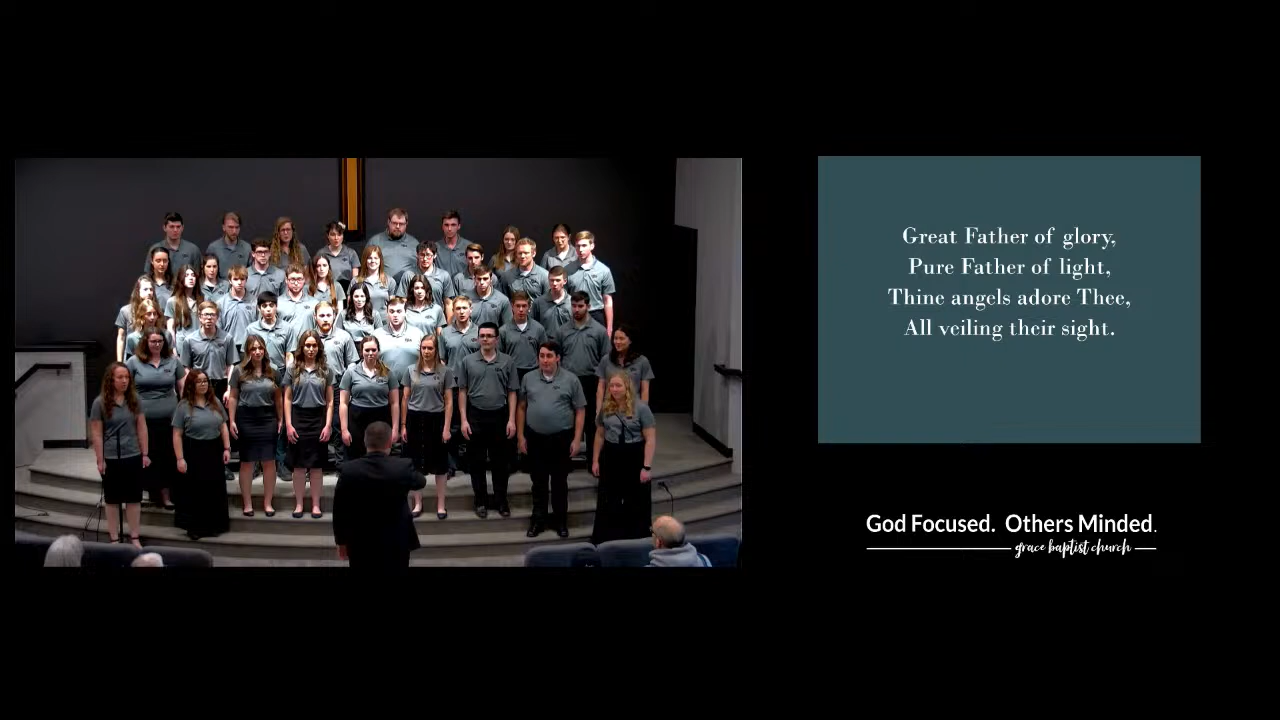 Great Father of glory,
Pure Father of light,
Thine angels adore Thee,
All veiling their sight.
God Focused. Others Minded.
grace baptist church